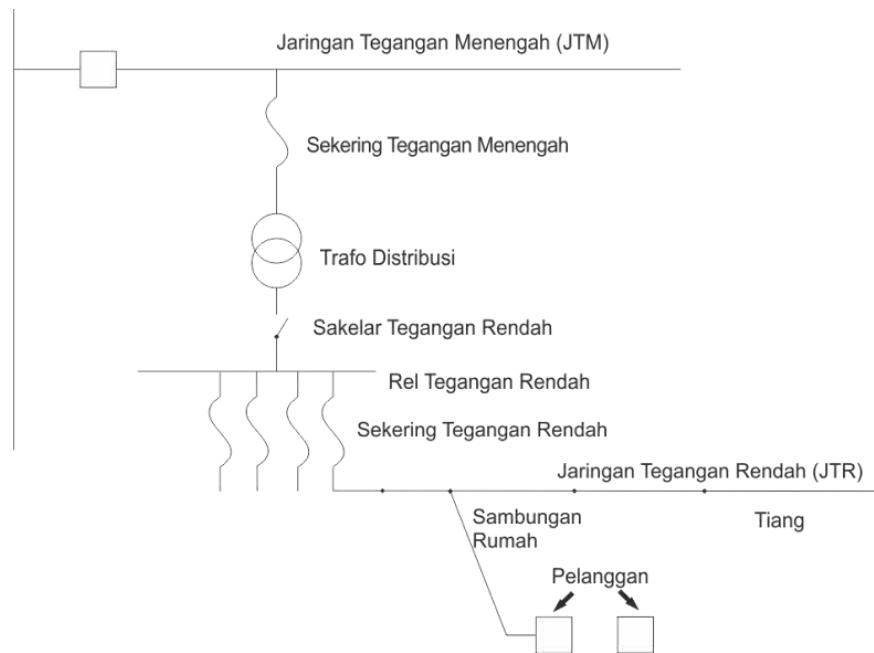 Jaringan Tegangan Menengah (JTM)
Sekering Tegangan Menengah
Trafo Distribusi
Sakelar Tegangan Rendah
Rel Tegangan Rendah
Sekering Tegangan Rendah
Jaringan Tegangan Rendah (JTR)
Sambungan
Rumah
Tiang
Pelanggan